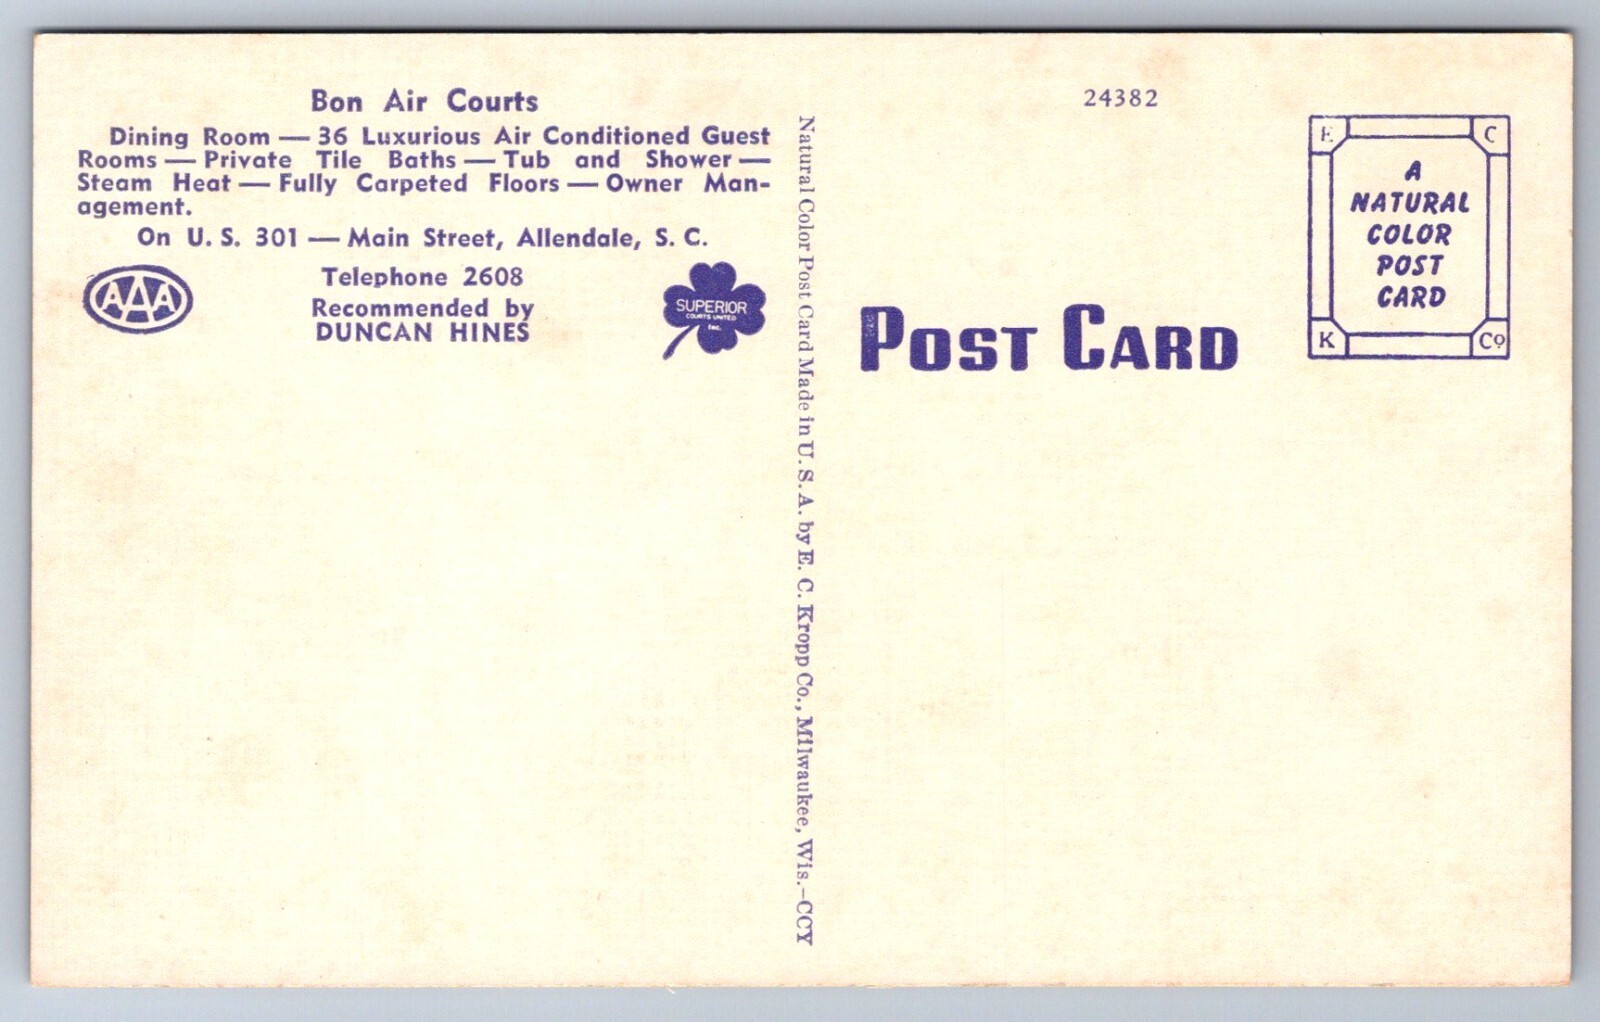 Bon Air Courts
Dining Room — 36 Luxurious Air Conditioned Guest
Rooms — Private Tile Baths — Tub and Shower —
Steam Heat — Fully Carpeted Floors — Owner Man-
agement.
On U. S. 301 — Main Street, Allendale, S. C.
AAA
Telephone 2608
Recommended by
DUNCAN HINES
SUPERIOR
COURTS UNITED
Inc.
Natural Color Post Card Made in U. S. A. by E. C. Kropp Co., Milwaukee, Wis.—CCY
24382
POST CARD
E C
A
NATURAL
COLOR
POST
CARD
K Co